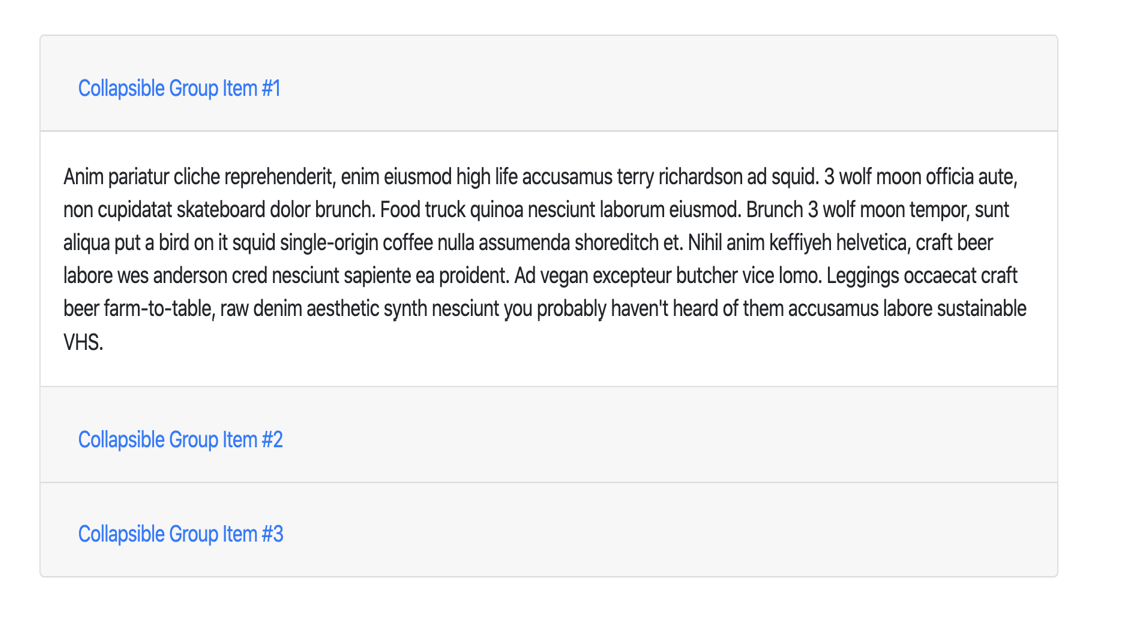 Collapsible Group Item #1
Anim pariatur cliche reprehenderit, enim eiusmod high life accusamus terry richardson ad squid. 3 wolf moon officia aute,
non cupidatat skateboard dolor brunch. Food truck quinoa nesciunt laborum eiusmod. Brunch 3 wolf moon tempor, sunt
aliqua put a bird on it squid single-origin coffee nulla assumenda shoreditch et. Nihil anim keffiyeh helvetica, craft beer
labore wes anderson cred nesciunt sapiente ea proident. Ad vegan excepteur butcher vice lomo. Leggings occaecat craft
beer farm-to-table, raw denim aesthetic synth nesciunt you probably haven't heard of them accusamus labore sustainable
VHS.
Collapsible Group Item #2
Collapsible Group Item #3